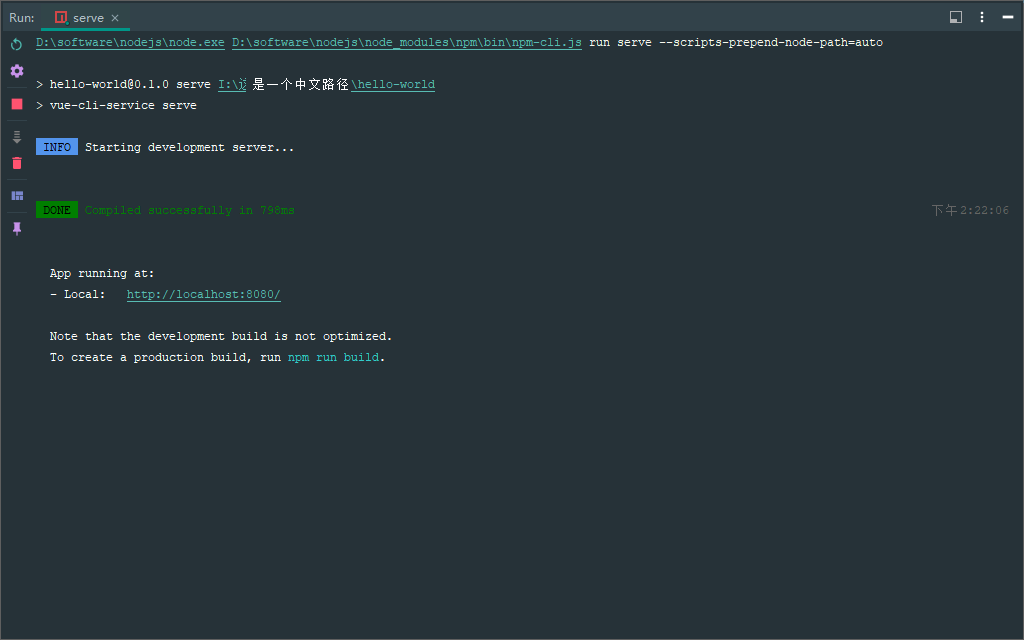 Run: serve
D:\software\nodejs\node.exe D:\software\nodejs\node_modules\npm\bin\npm-cli.js run serve --scripts-prepend-node-path=auto
> hello-world@0.1.0 serve I:\这 是一个中文路径\hello-world
> vue-cli-service serve
INFO Starting development server...
DONE Compiled successfully in 798ms 下午2:22:06
App running at:
- Local: http://localhost:8080/
Note that the development build is not optimized.
To create a production build, run npm run build.